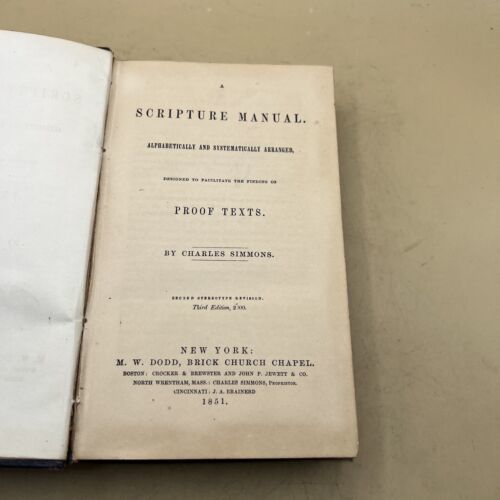 A
SCRIPTURE MANUAL.
ALPHABETICALLY AND SYSTEMATICALLY ARRANGED,
DESIGNED TO FACILITATE THE FINDING OF
PROOF TEXTS.
BY CHARLES SIMMONS.
SECOND STEREOTYPE REVISION.
Third Edition, 2000.
NEW YORK:
M. W. DODD, BRICK CHURCH CHAPEL.
BOSTON: CROCKER & BREWSTER AND JOHN P. JEWETT & CO.
NORTH WRENTHAM, MASS.: CHARLES SIMMONS, PROPRIETOR.
CINCINNATI: J. A. BRAINERD
1851.